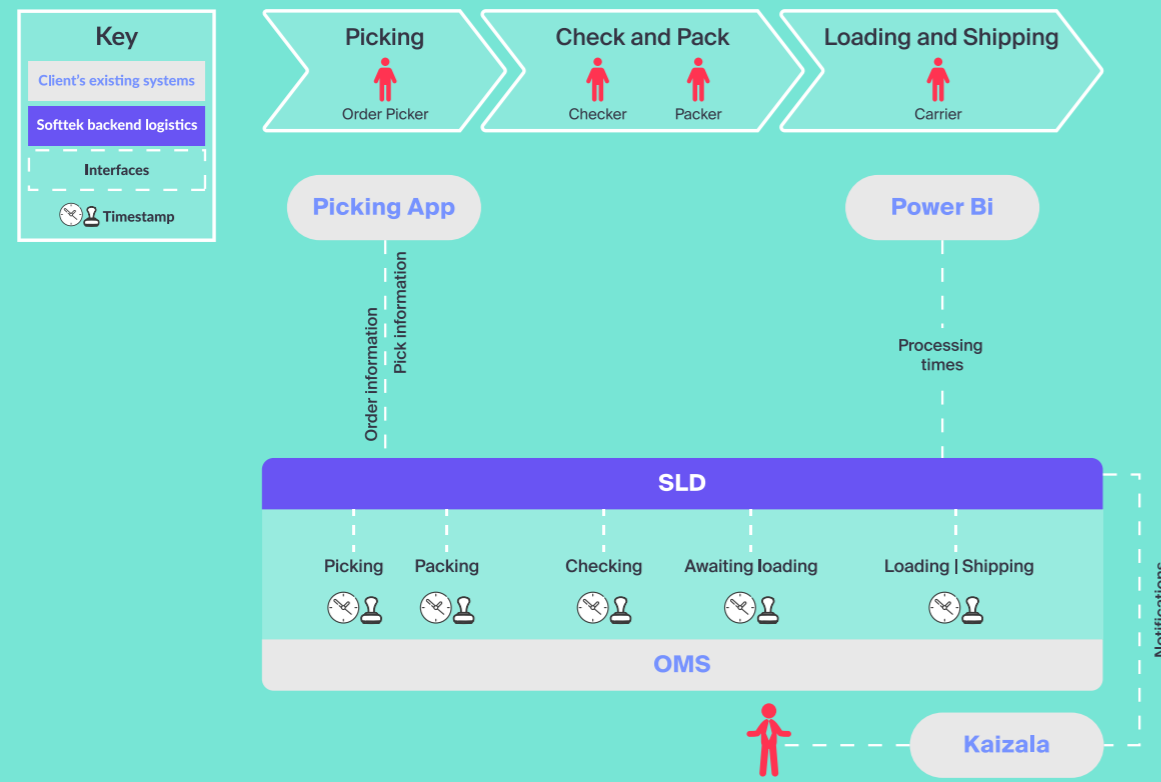 Key
Client's existing systems
Softtek backend logistics
Interfaces
Timestamp
Picking
Order Picker
Check and Pack
Checker
Packer
Loading and Shipping
Carrier
Picking App
Power Bi
Order information
Pick information
Processing
times
SLD
Picking
Packing
Checking
Awaiting loading
Loading | Shipping
OMS
Notifications
Kaizala